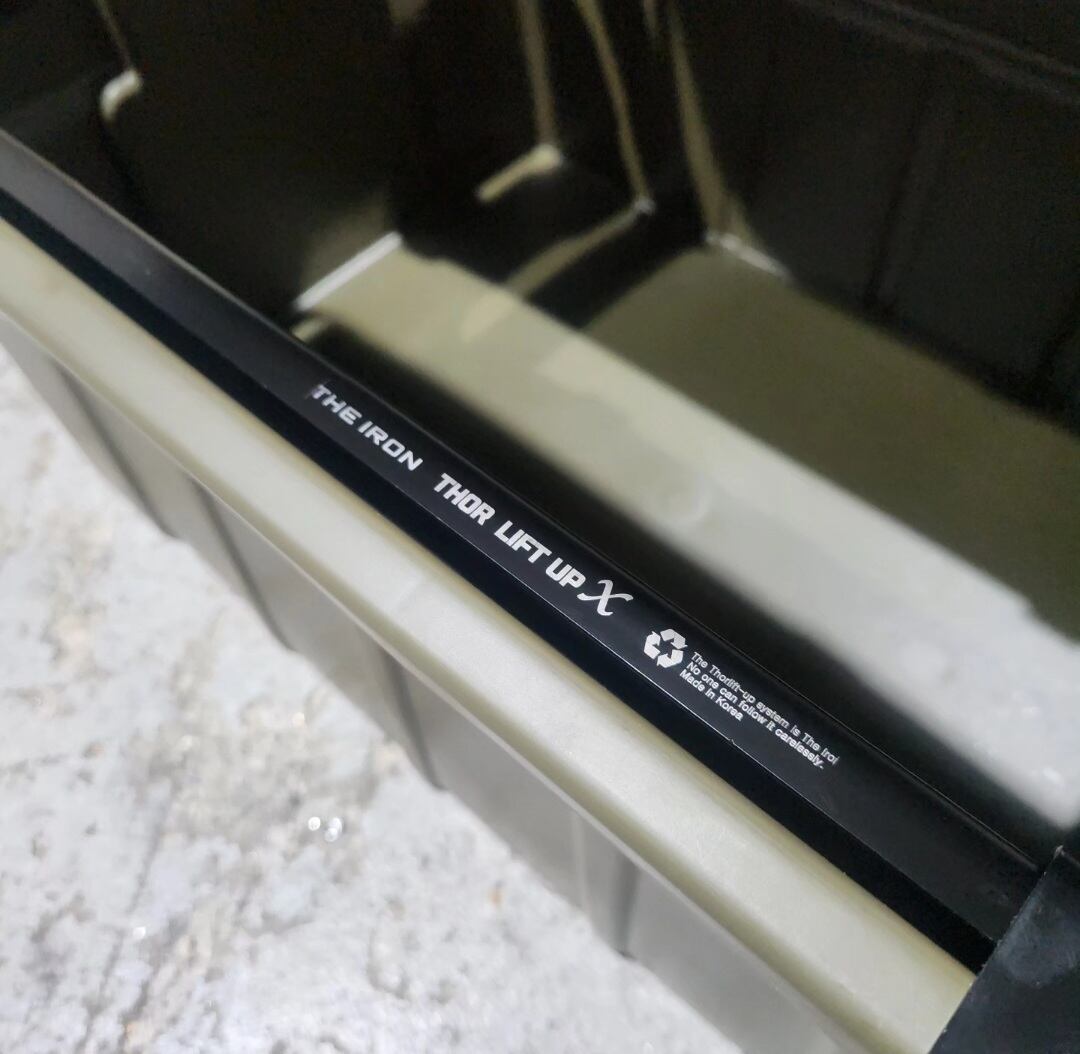 THE IRON THOR LIFT UP X
The Thorlift-up system is The iroi
No one can follow it carelessly.
Made in Korea